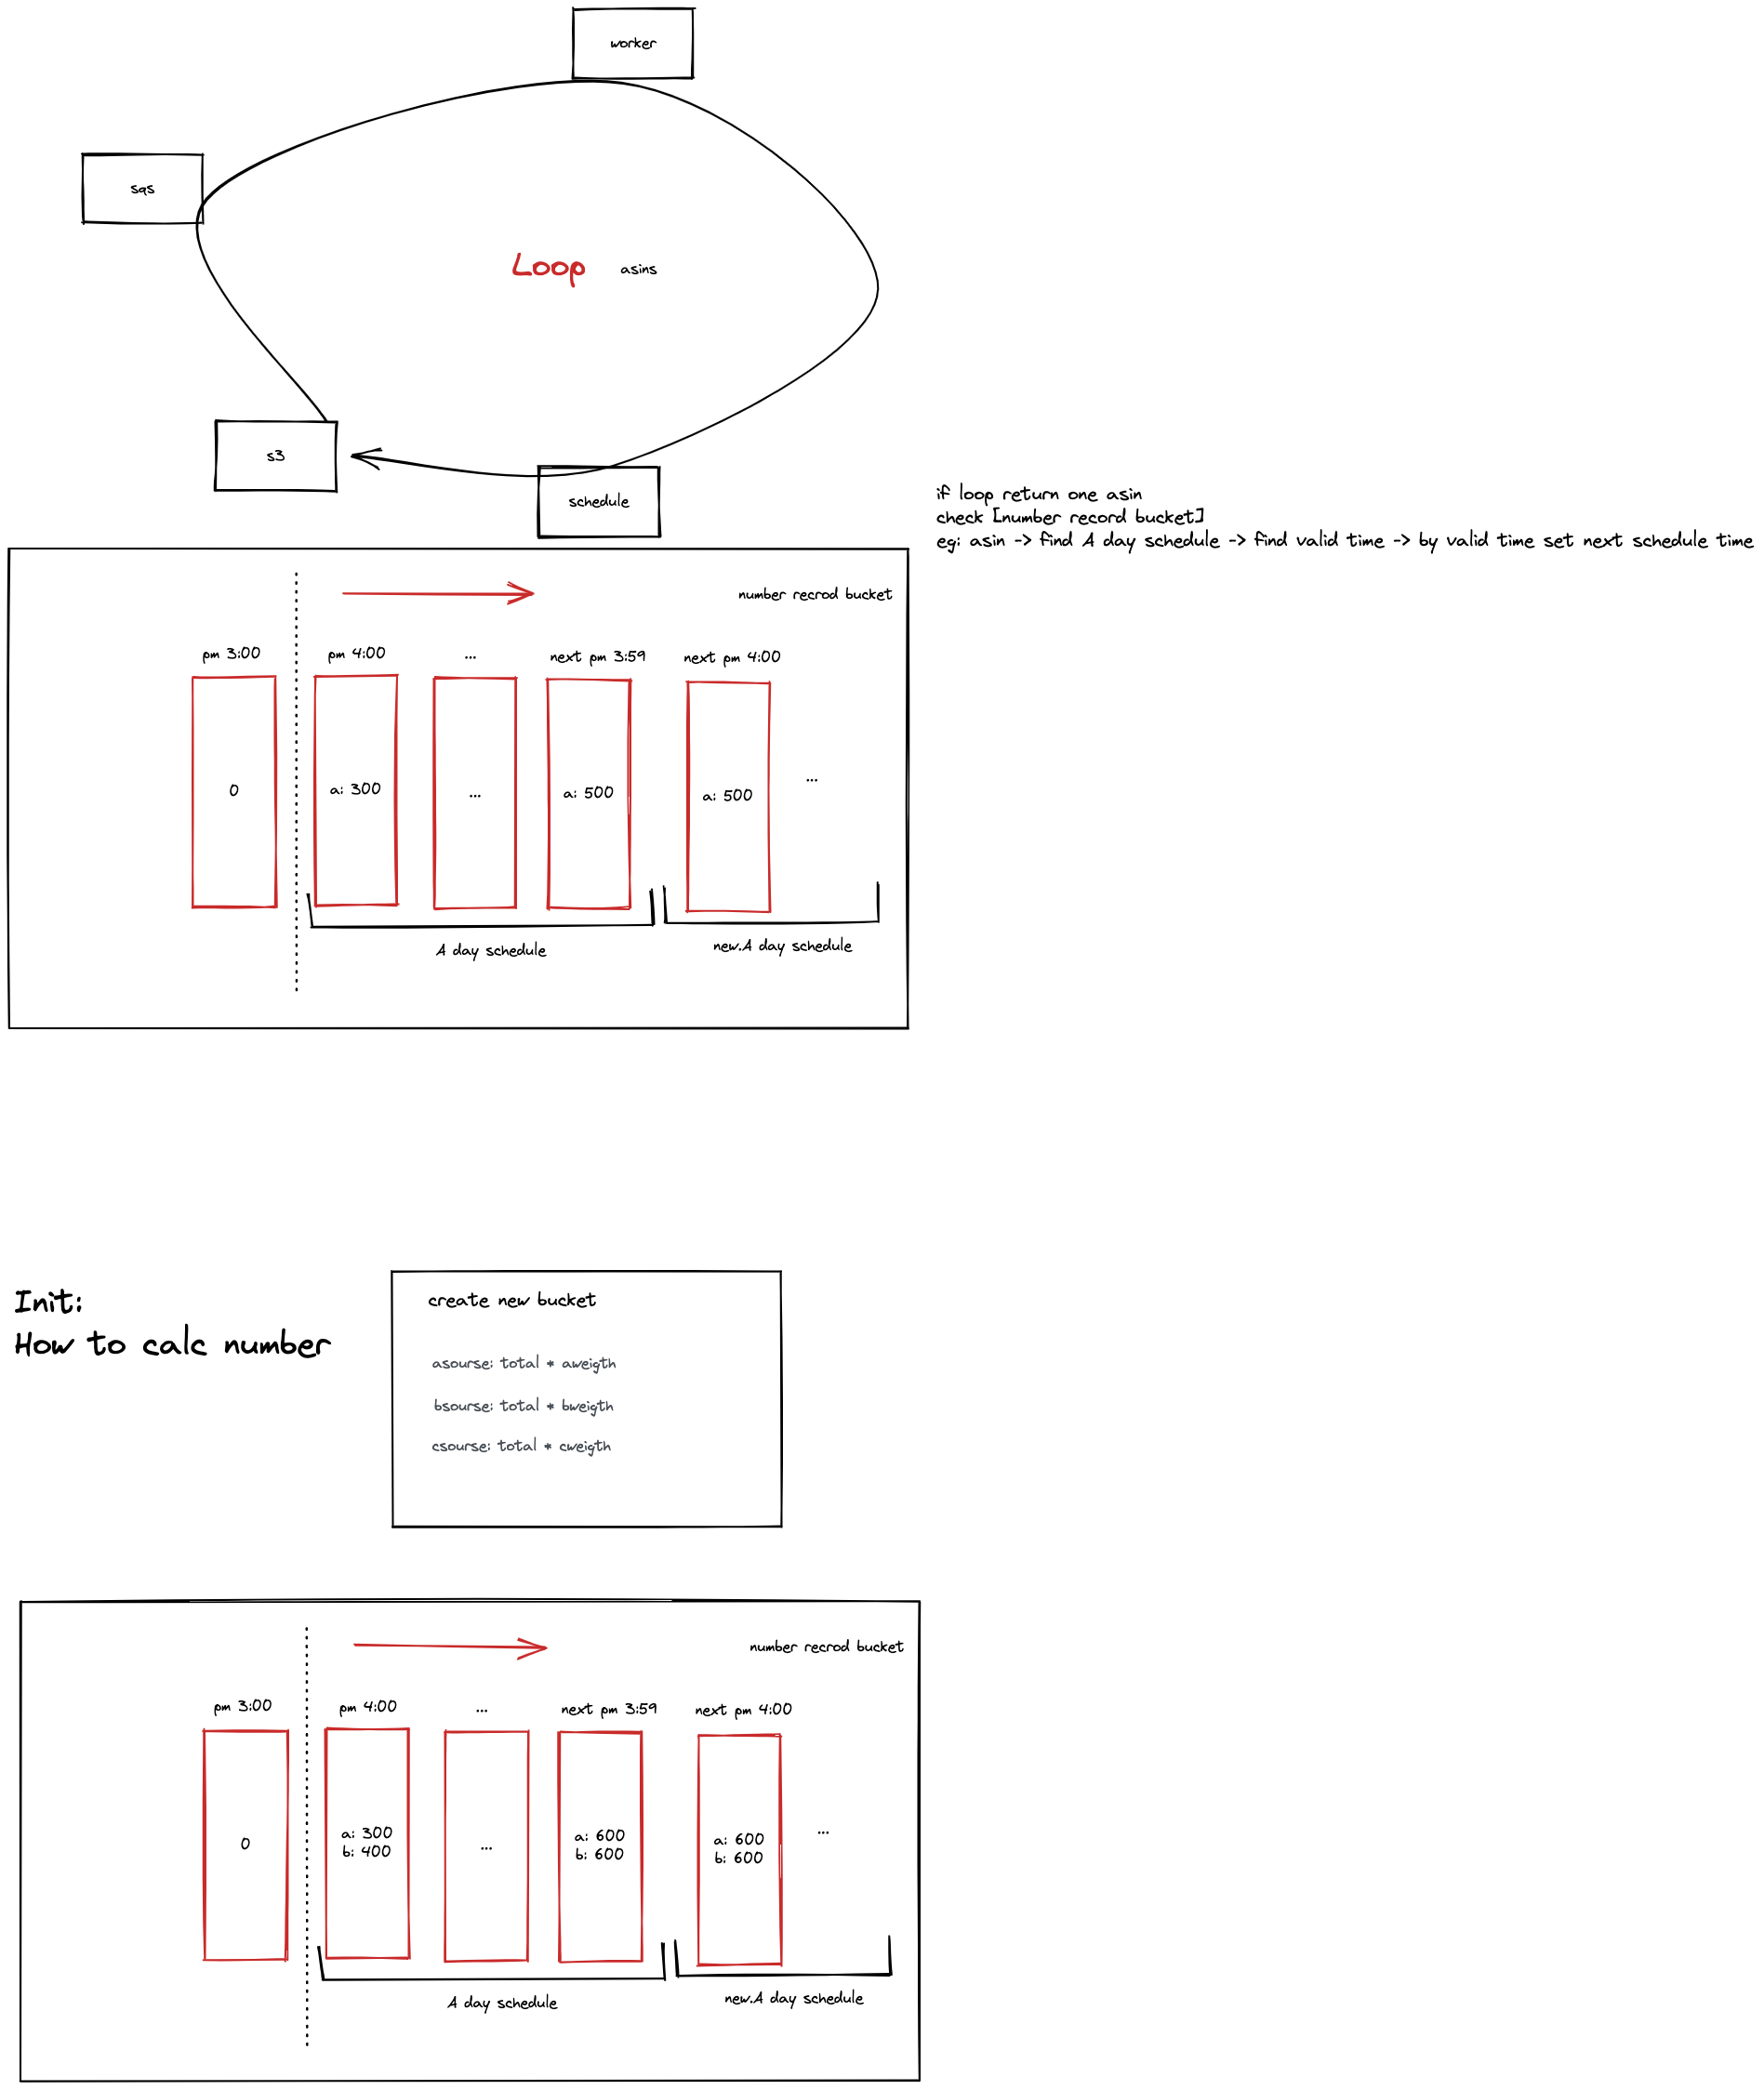 worker
sqs
Loop
asins
s3
schedule
if loop return one asin
check [number record bucket]
eg: asin -> find A day schedule -> find valid time -> by valid time set next schedule time
number recrod bucket
pm 3:00
pm 4:00
...
next pm 3:59
next pm 4:00
0
a: 300
...
a: 500
a: 500
...
A day schedule
new.A day schedule
Init:
How to calc number
create new bucket
asourse: total * aweigth
bsourse: total * bweigth
csourse: total * cweigth
number recrod bucket
pm 3:00
pm 4:00
...
next pm 3:59
next pm 4:00
0
a: 300
b: 400
...
a: 600
b: 600
a: 600
b: 600
...
A day schedule
new.A day schedule